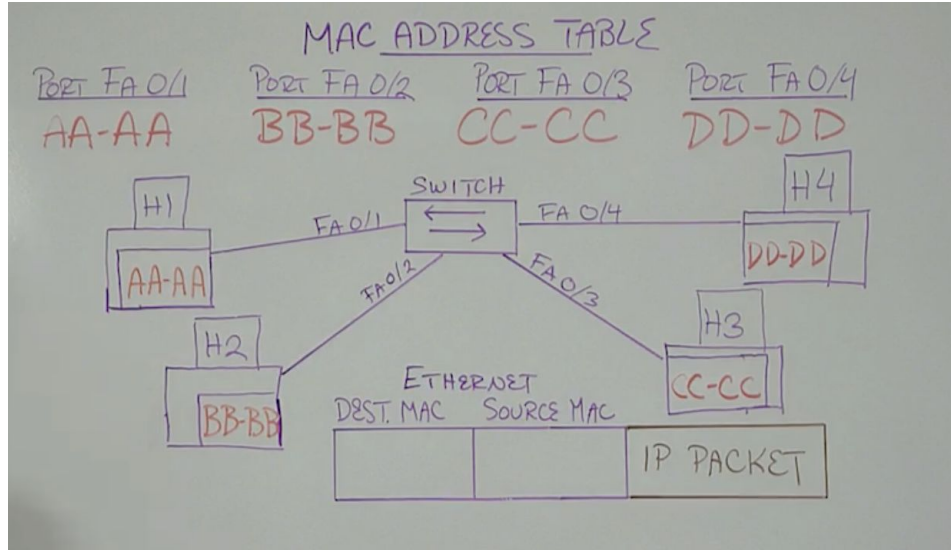 MAC ADDRESS TABLE
PORT FA 0/1 PORT FA 0/2 PORT FA 0/3 PORT FA 0/4
AA-AA BB-BB CC-CC DD-DD
SWITCH
H1 H4
FA 0/1 FA 0/4
AA-AA DD-DD
FA 0/2 FA 0/3
H2 H3
ETHERNET
CC-CC
DEST. MAC SOURCE MAC
BB-BB
IP PACKET